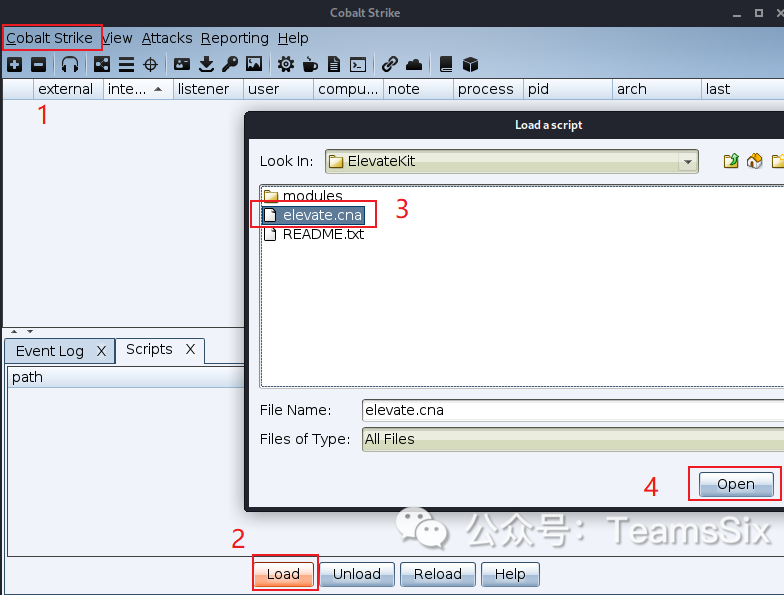 Cobalt Strike
Cobalt Strike View Attacks Reporting Help
external inte... listener user compu... note process pid arch last
1
Load a script
Look In: ElevateKit
modules
elevate.cna
3
README.txt
Event Log X Scripts X
path
File Name: elevate.cna
Files of Type: All Files
4
Open
公众号：TeamsSix
2
Load Unload Reload Help